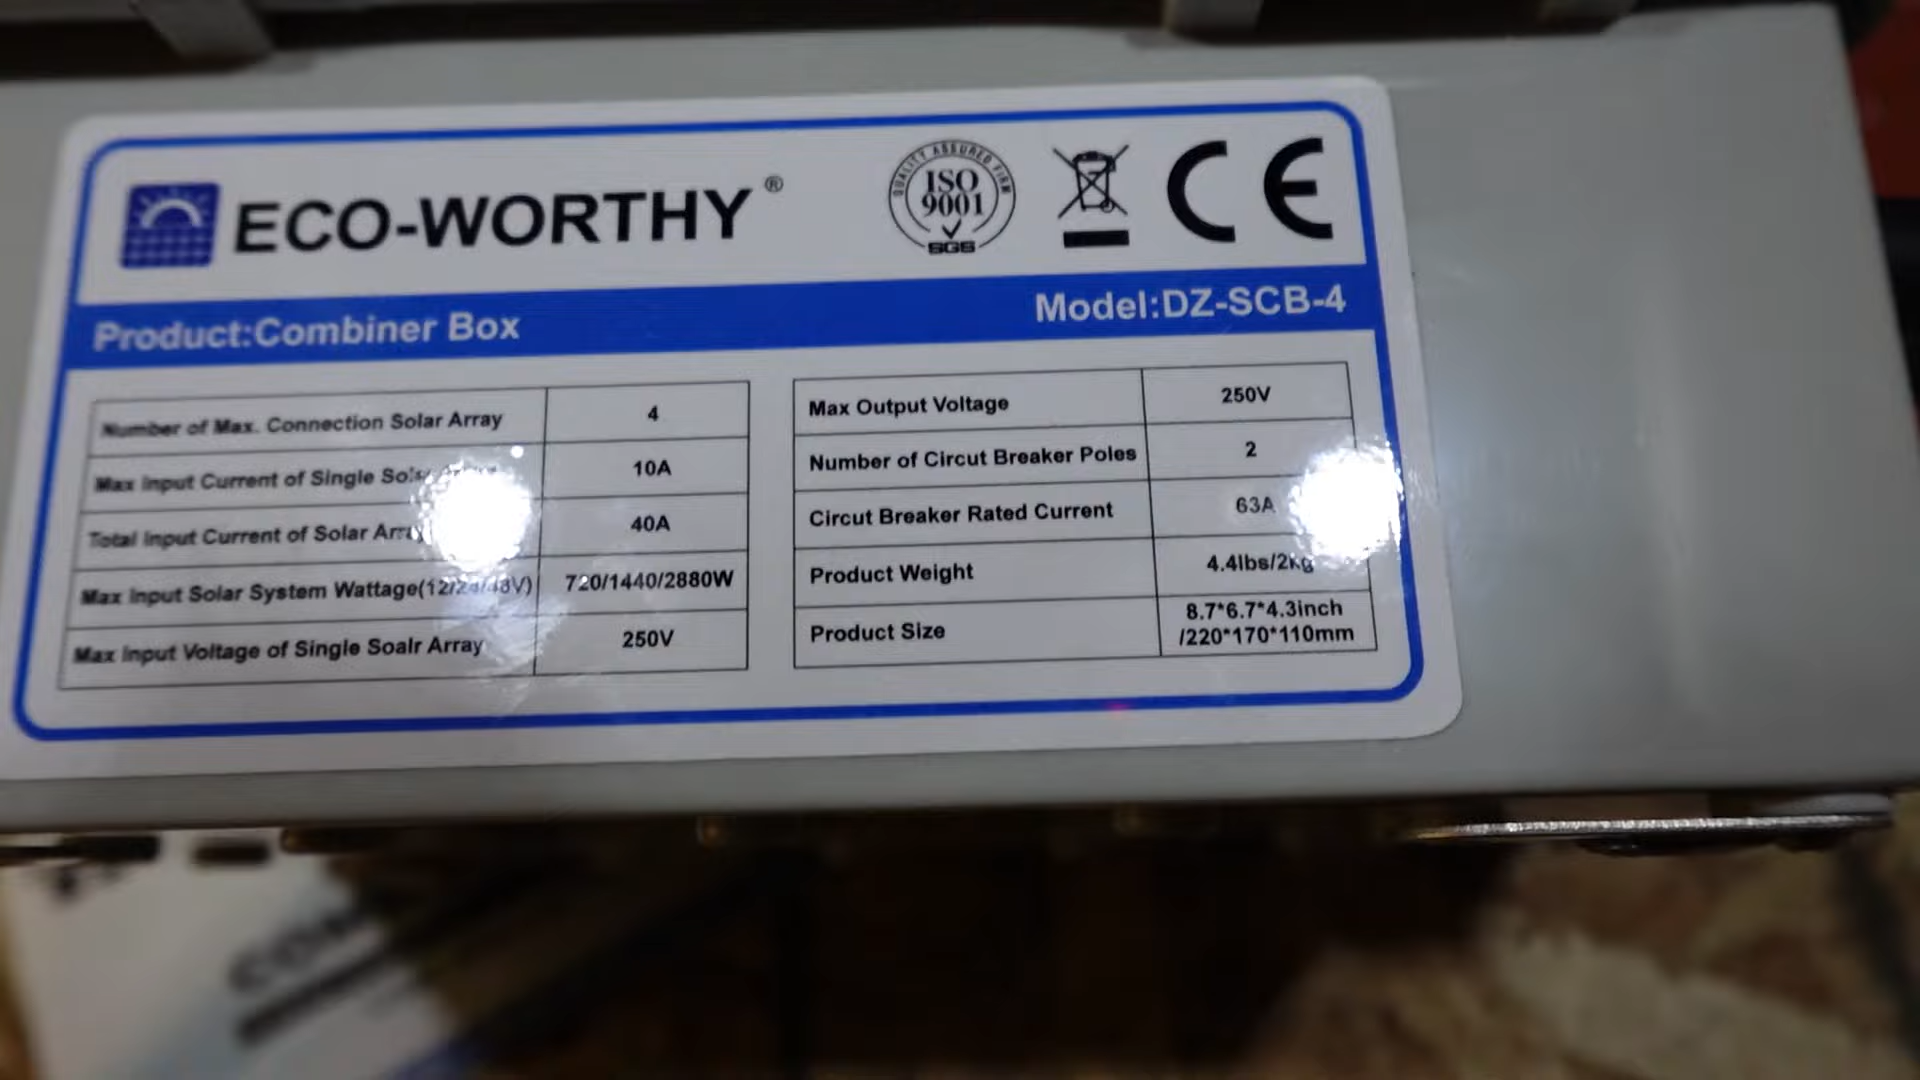 ECO-WORTHY®
QUALITY ASSURED FIRM
ISO
9001
SGS
CE
Product:Combiner Box
Model:DZ-SCB-4
Number of Max. Connection Solar Array 4
Max Input Current of Single 10A
Total Input Current of Solar 40A
Max Input Solar System Wattage(12/24/48V) 720/1440/2880W
Max Input Voltage of Single Soalr Array 250V
Max Output Voltage 250V
Number of Circut Breaker Poles 2
Circut Breaker Rated Current 63A
Product Weight 4.4lbs/2kg
Product Size 8.7*6.7*4.3inch
/220*170*110mm